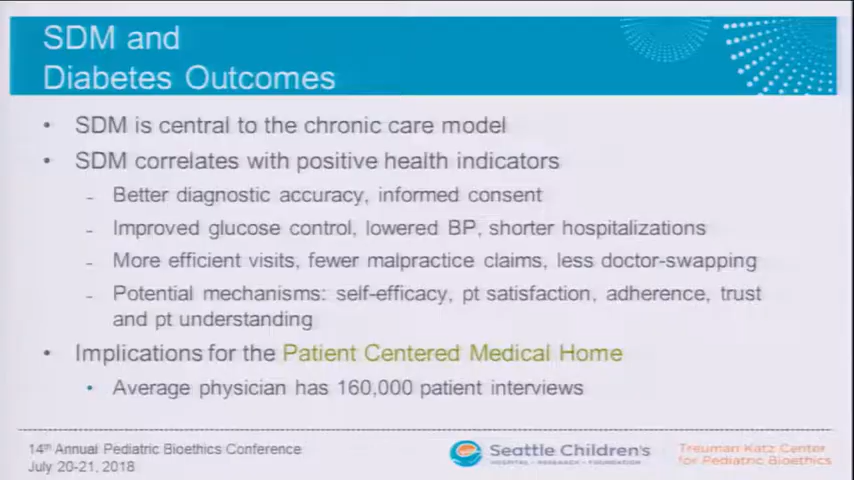 SDM and
Diabetes Outcomes
• SDM is central to the chronic care model
• SDM correlates with positive health indicators
- Better diagnostic accuracy, informed consent
- Improved glucose control, lowered BP, shorter hospitalizations
- More efficient visits, fewer malpractice claims, less doctor-swapping
- Potential mechanisms: self-efficacy, pt satisfaction, adherence, trust
and pt understanding
• Implications for the Patient Centered Medical Home
• Average physician has 160,000 patient interviews
14th Annual Pediatric Bioethics Conference
July 20-21, 2018
Seattle Children's
HOSPITAL • RESEARCH • FOUNDATION
Treuman Katz Center
for Pediatric Bioethics